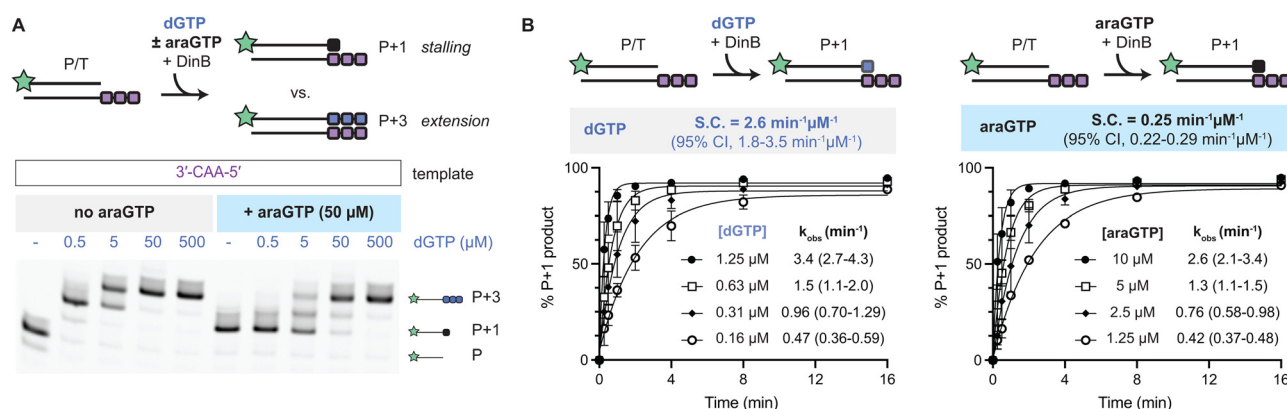 A
dGTP
± araGTP
+ DinB
P/T
P+1 stalling
vs.
P+3 extension
3′-CAA-5′
template
no araGTP
+ araGTP (50 µM)
- 0.5 5 50 500 - 0.5 5 50 500 dGTP (µM)
P+3
P+1
P
B
dGTP
+ DinB
P/T
P+1
dGTP
S.C. = 2.6 min⁻¹µM⁻¹
(95% CI, 1.8-3.5 min⁻¹µM⁻¹)
100
50
0
% P+1 product
[dGTP] kobs (min⁻¹)
1.25 µM 3.4 (2.7-4.3)
0.63 µM 1.5 (1.1-2.0)
0.31 µM 0.96 (0.70-1.29)
0.16 µM 0.47 (0.36-0.59)
0 4 8 12 16
Time (min)
araGTP
+ DinB
P/T
P+1
araGTP
S.C. = 0.25 min⁻¹µM⁻¹
(95% CI, 0.22-0.29 min⁻¹µM⁻¹)
100
50
0
% P+1 product
[araGTP] kobs (min⁻¹)
10 µM 2.6 (2.1-3.4)
5 µM 1.3 (1.1-1.5)
2.5 µM 0.76 (0.58-0.98)
1.25 µM 0.42 (0.37-0.48)
0 4 8 12 16
Time (min)